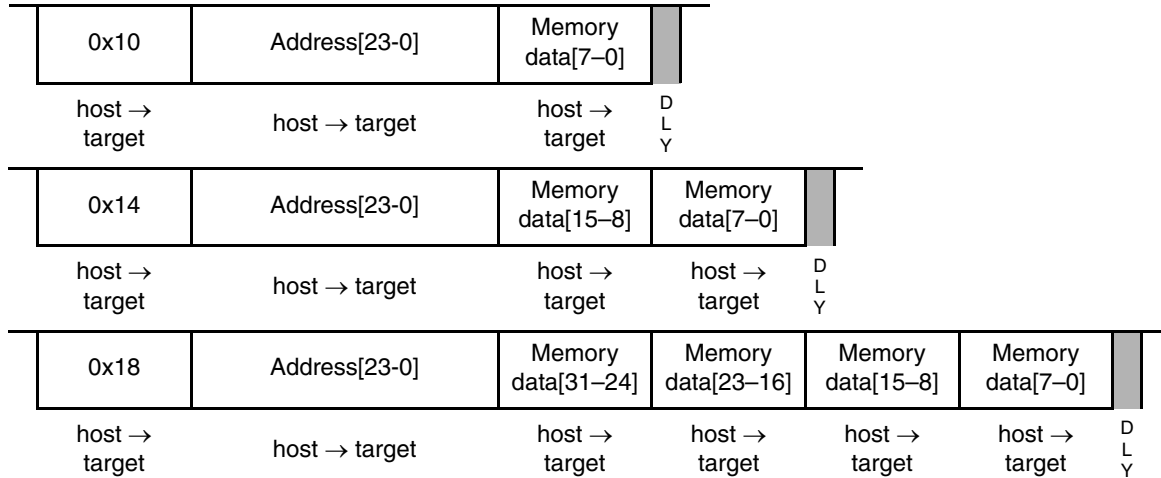 0x10 Address[23-0] Memory
data[7–0]
host → target host → target host → target D L Y
0x14 Address[23-0] Memory Memory
data[15–8] data[7–0]
host → target host → target host → target host → target D L Y
0x18 Address[23-0] Memory Memory Memory Memory
data[31–24] data[23–16] data[15–8] data[7–0]
host → target host → target host → target host → target host → target host → target D L Y